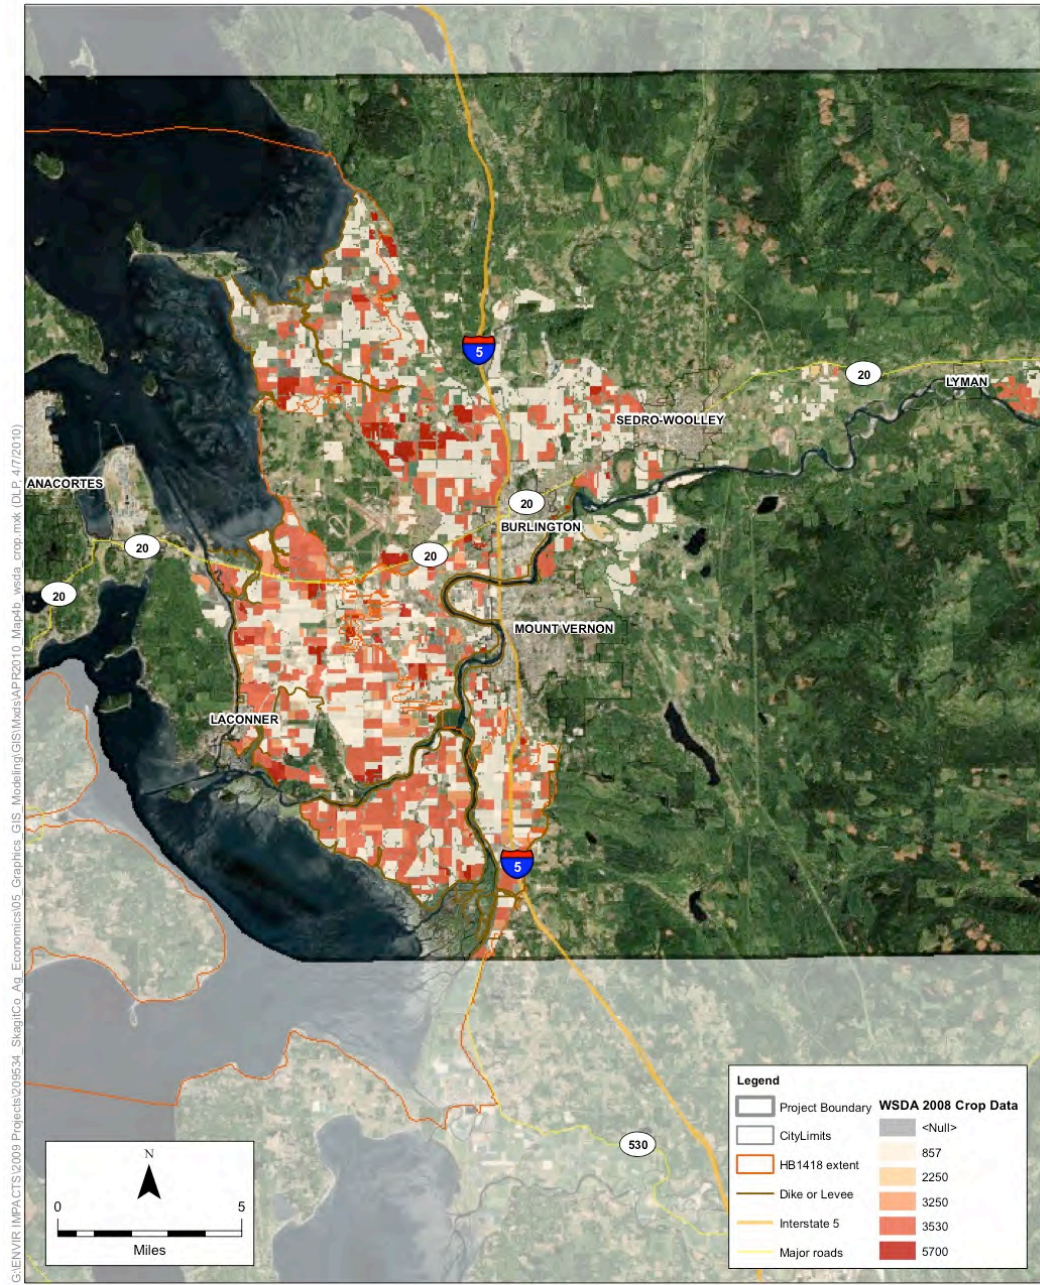 G:\ENVIR IMPACTS\2009 Projects\209534_SkagitCo_Ag_Economics\05_Graphics_GIS_Modeling\GIS\Mxds\APR2010_Map4b_wsda_crop.mxk (DLP, 4/7/2010)
5
20
LYMAN
SEDRO-WOOLLEY
ANACORTES
20
BURLINGTON
20
20
20
MOUNT VERNON
LACONNER
5
530
N
0 5
Miles
Legend
Project Boundary
CityLimits
HB1418 extent
Dike or Levee
Interstate 5
Major roads
WSDA 2008 Crop Data
<Null>
857
2250
3250
3530
5700